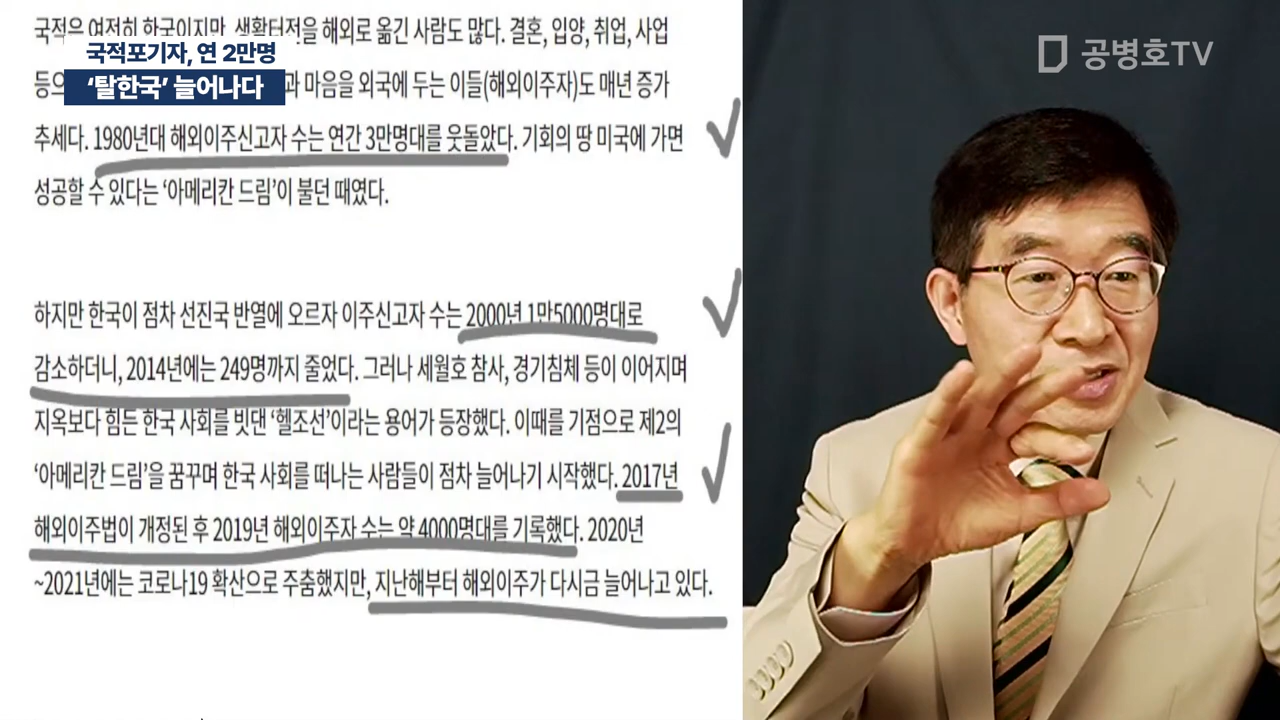 국적은 여전히 한국이지만, 생활터전을 해외로 옮긴 사람도 많다. 결혼, 입양, 취업, 사업
국적포기자, 연 2만명
등으 과 마음을 외국에 두는 이들(해외이주자)도 매년 증가
‘탈한국’ 늘어나다
추세다. 1980년대 해외이주신고자 수는 연간 3만명대를 웃돌았다. 기회의 땅 미국에 가면
성공할 수 있다는 ‘아메리칸 드림’이 불던 때였다.
하지만 한국이 점차 선진국 반열에 오르자 이주신고자 수는 2000년 1만5000명대로
감소하더니, 2014년에는 249명까지 줄었다. 그러나 세월호 참사, 경기침체 등이 이어지며
지옥보다 힘든 한국 사회를 빗댄 ‘헬조선’이라는 용어가 등장했다. 이때를 기점으로 제2의
‘아메리칸 드림’을 꿈꾸며 한국 사회를 떠나는 사람들이 점차 늘어나기 시작했다. 2017년
해외이주법이 개정된 후 2019년 해외이주자 수는 약 4000명대를 기록했다. 2020년
~2021년에는 코로나19 확산으로 주춤했지만, 지난해부터 해외이주가 다시금 늘어나고 있다.
공병호TV